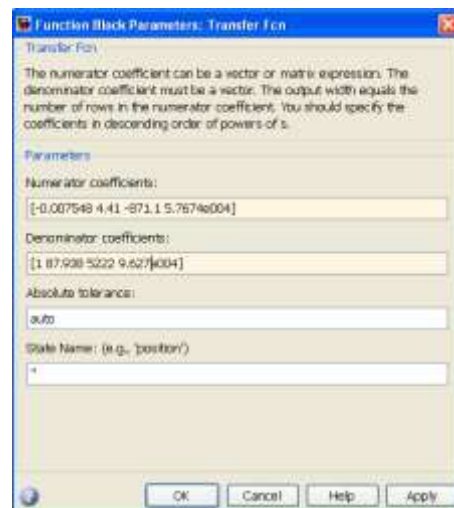 Function Block Parameters: Transfer Fcn
Transfer Fcn
The numerator coefficient can be a vector or matrix expression. The
denominator coefficient must be a vector. The output width equals the
number of rows in the numerator coefficient. You should specify the
coefficients in descending order of powers of s.
Parameters
Numerator coefficients:
[-0.007548 4.41 -871.1 5.7674e004]
Denominator coefficients:
[1 87.938 5222 9.627e004]
Absolute tolerance:
auto
State Name: (e.g., 'position')
OK Cancel Help Apply